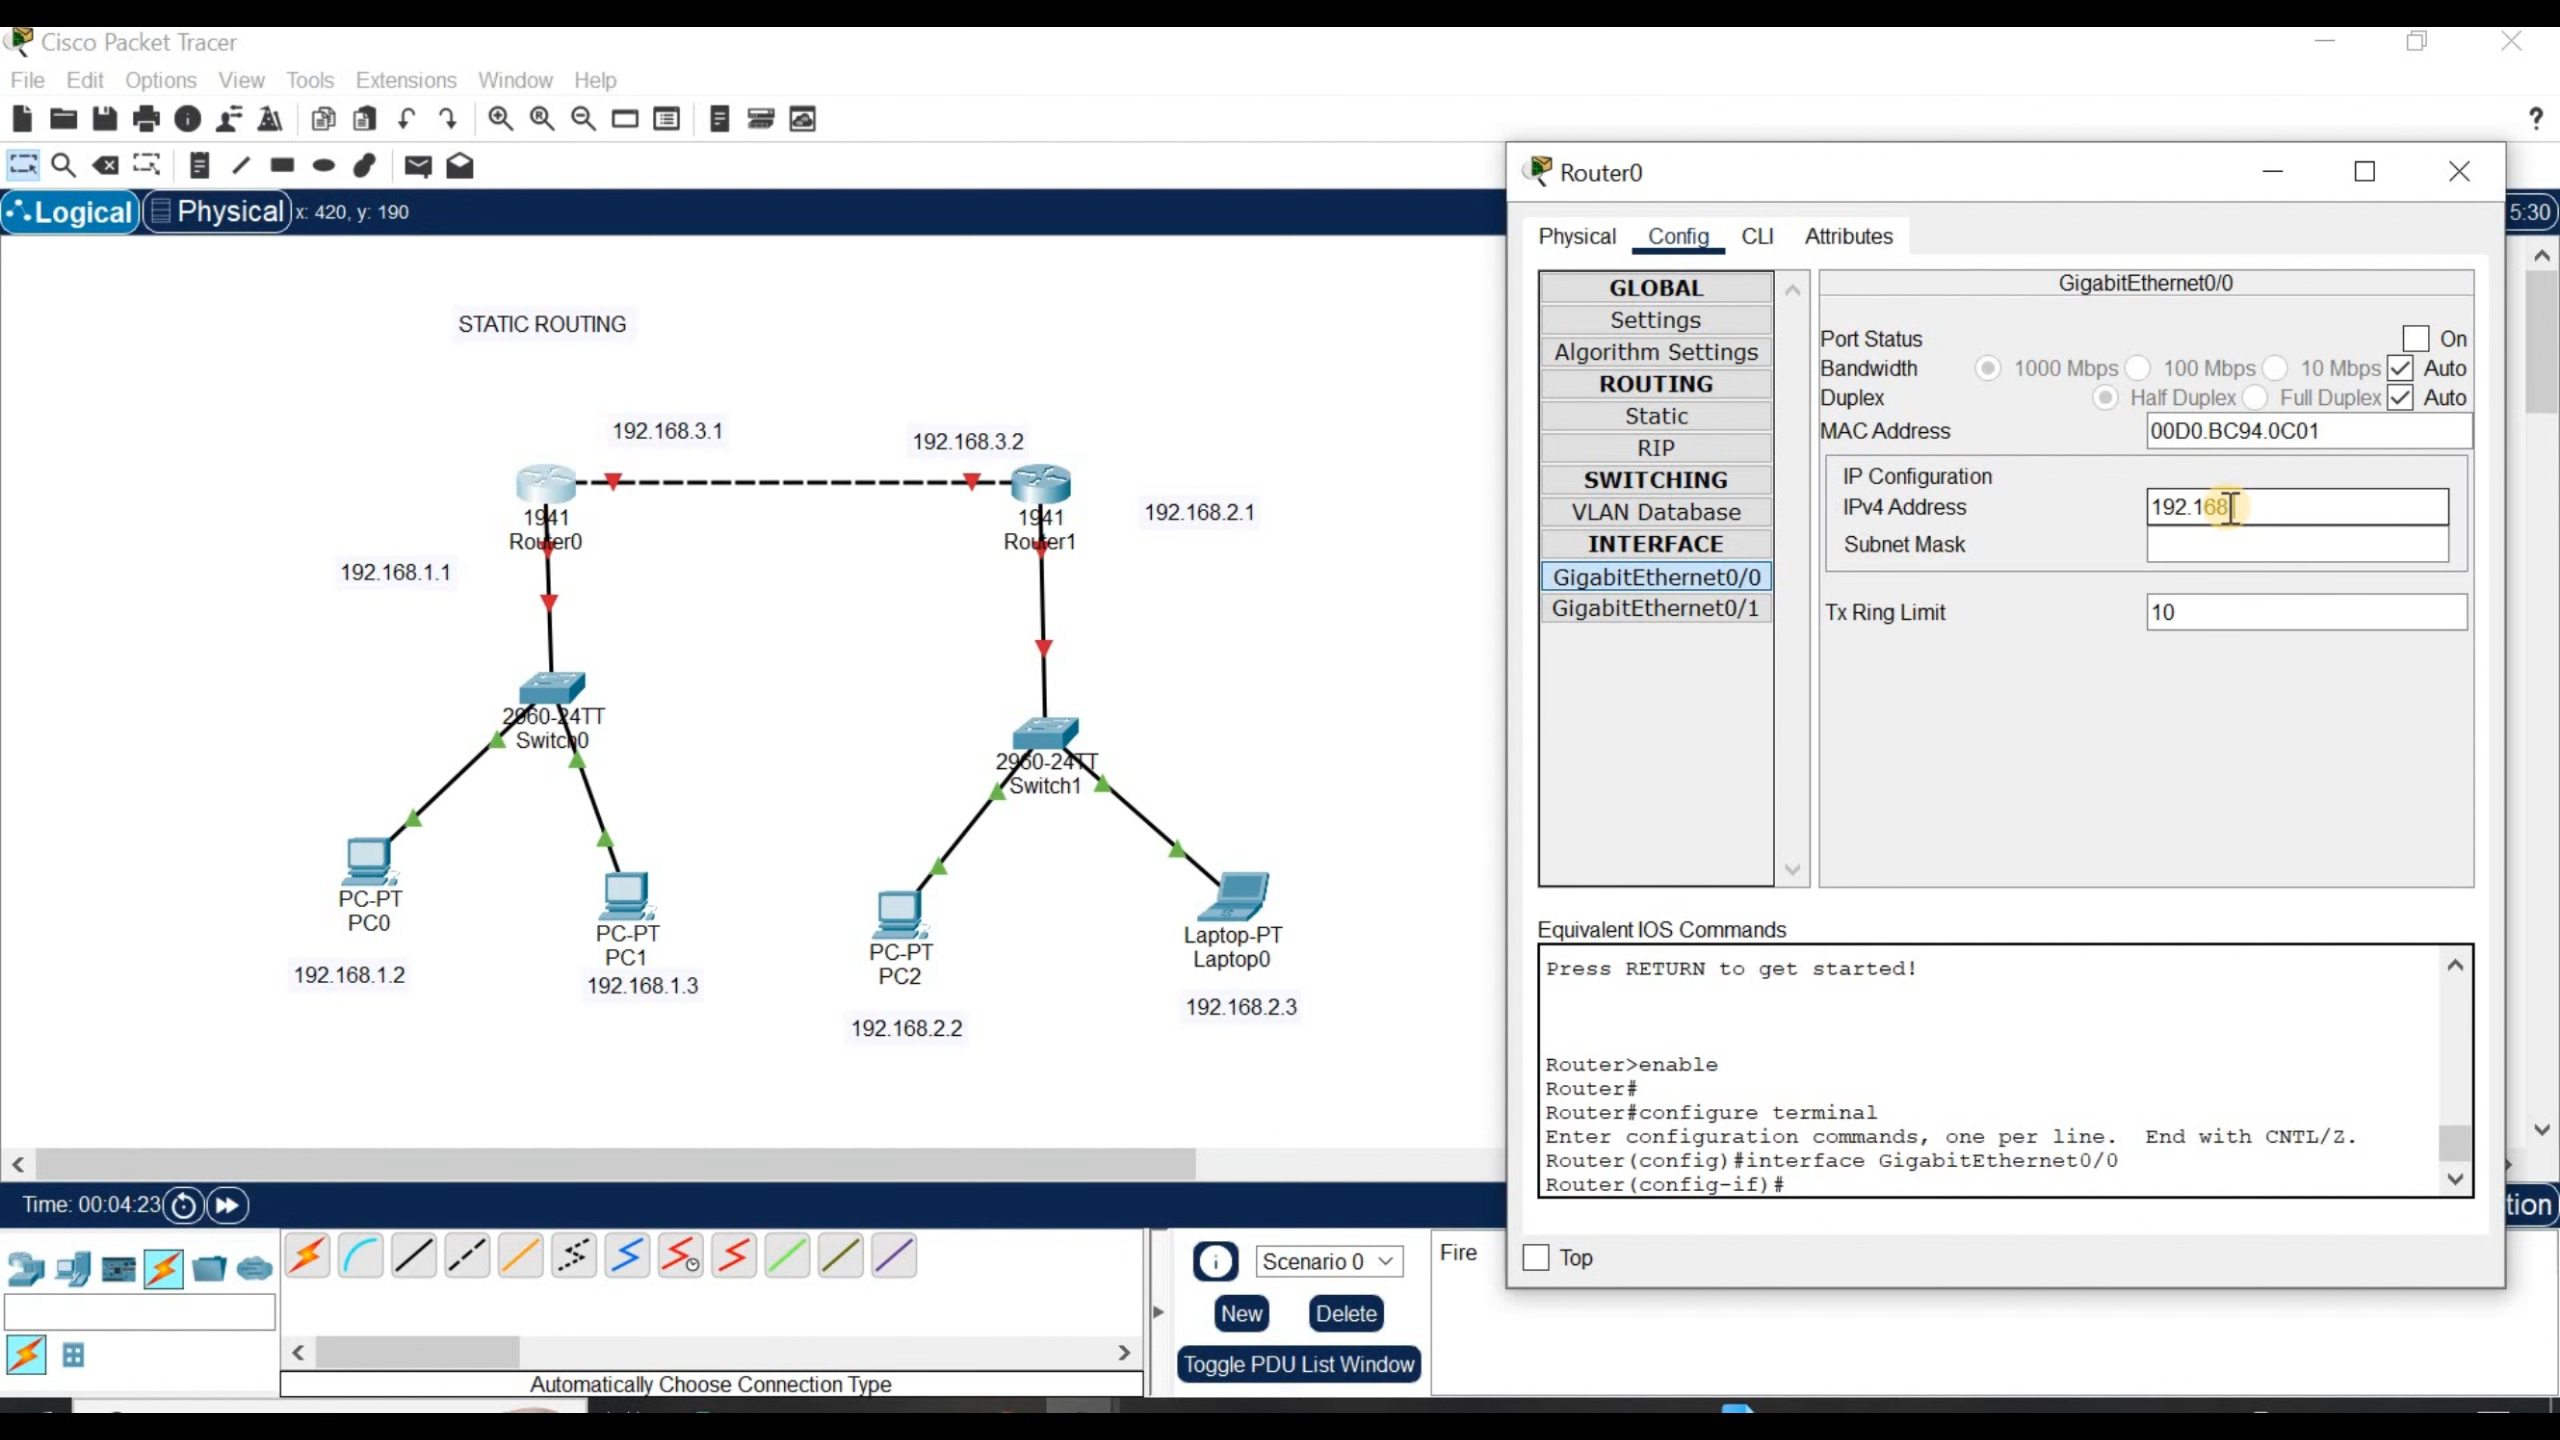 Cisco Packet Tracer
File Edit Options View Tools Extensions Window Help
Logical Physical x: 420, y: 190
5:30
STATIC ROUTING
192.168.3.1
192.168.3.2
1941
Router0
1941
Router1
192.168.2.1
192.168.1.1
2960-24TT
Switch0
2960-24TT
Switch1
PC-PT
PC0
PC-PT
PC1
PC-PT
PC2
Laptop-PT
Laptop0
192.168.1.2
192.168.1.3
192.168.2.2
192.168.2.3
Router0
Physical Config CLI Attributes
GLOBAL
Settings
Algorithm Settings
ROUTING
Static
RIP
SWITCHING
VLAN Database
INTERFACE
GigabitEthernet0/0
GigabitEthernet0/1
GigabitEthernet0/0
Port Status On
Bandwidth 1000 Mbps 100 Mbps 10 Mbps Auto
Duplex Half Duplex Full Duplex Auto
MAC Address 00D0.BC94.0C01
IP Configuration
IPv4 Address 192.168
Subnet Mask
Tx Ring Limit 10
Equivalent IOS Commands
Press RETURN to get started!
Router>enable
Router#
Router#configure terminal
Enter configuration commands, one per line. End with CNTL/Z.
Router(config)#interface GigabitEthernet0/0
Router(config-if)#
Top
Time: 00:04:23
tion
Scenario 0
New Delete
Toggle PDU List Window
Fire
Automatically Choose Connection Type